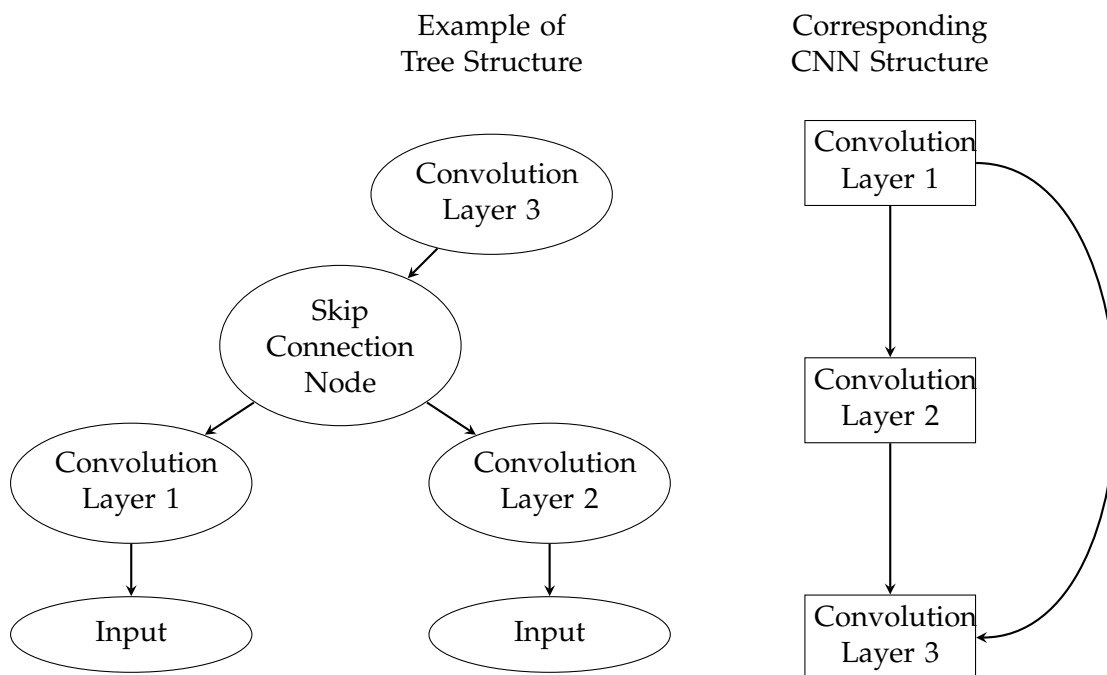 Example of
Tree Structure
Corresponding
CNN Structure
Convolution
Layer 3
Skip
Connection
Node
Convolution
Layer 1
Convolution
Layer 2
Input
Input
Convolution
Layer 1
Convolution
Layer 2
Convolution
Layer 3